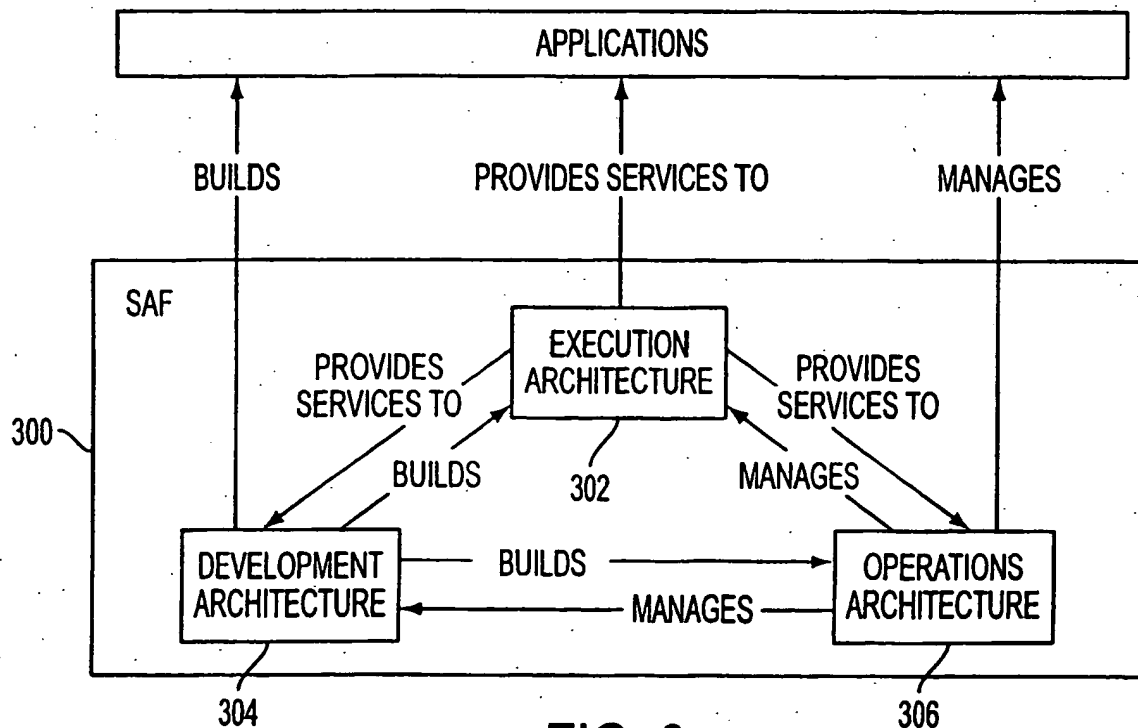 APPLICATIONS
BUILDS
PROVIDES SERVICES TO
MANAGES
SAF
EXECUTION
ARCHITECTURE
302
PROVIDES
SERVICES TO
PROVIDES
SERVICES TO
300
BUILDS
MANAGES
DEVELOPMENT
ARCHITECTURE
304
BUILDS
MANAGES
OPERATIONS
ARCHITECTURE
306